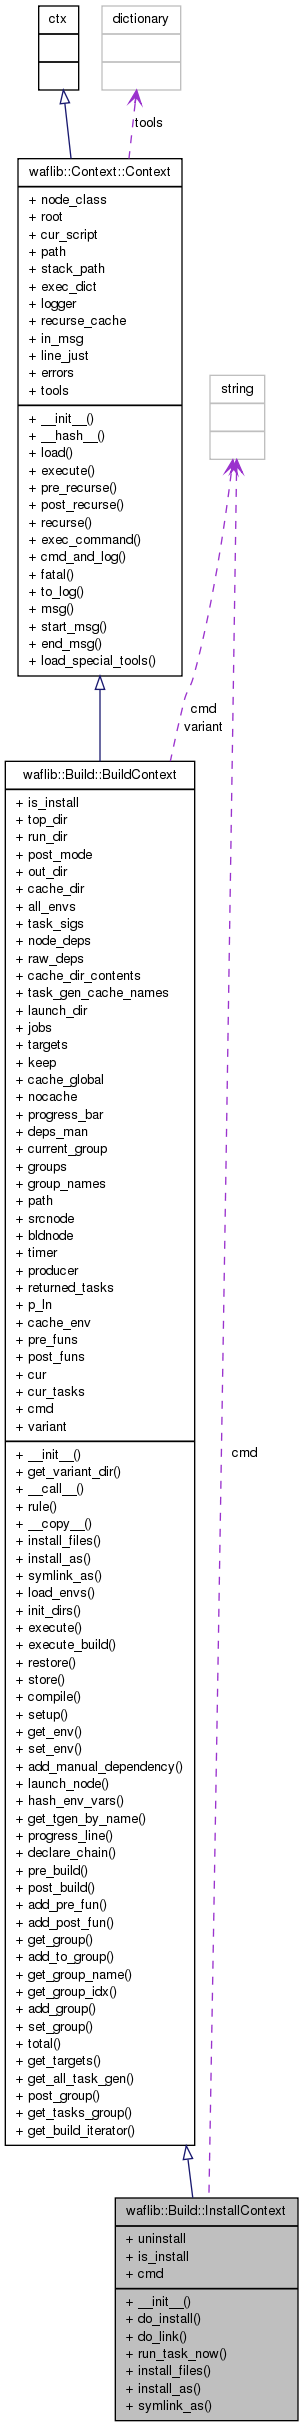 ctx
dictionary
tools
waflib::Context::Context
+ node_class
+ root
+ cur_script
+ path
+ stack_path
+ exec_dict
+ logger
+ recurse_cache
+ in_msg
+ line_just
+ errors
+ tools
+ __init__()
+ __hash__()
+ load()
+ execute()
+ pre_recurse()
+ post_recurse()
+ recurse()
+ exec_command()
+ cmd_and_log()
+ fatal()
+ to_log()
+ msg()
+ start_msg()
+ end_msg()
+ load_special_tools()
string
cmd
variant
waflib::Build::BuildContext
+ is_install
+ top_dir
+ run_dir
+ post_mode
+ out_dir
+ cache_dir
+ all_envs
+ task_sigs
+ node_deps
+ raw_deps
+ cache_dir_contents
+ task_gen_cache_names
+ launch_dir
+ jobs
+ targets
+ keep
+ cache_global
+ nocache
+ progress_bar
+ deps_man
+ current_group
+ groups
+ group_names
+ path
+ srcnode
+ bldnode
+ timer
+ producer
+ returned_tasks
+ p_ln
+ cache_env
+ pre_funs
+ post_funs
+ cur
+ cur_tasks
+ cmd
+ variant
+ __init__()
+ get_variant_dir()
+ __call__()
+ rule()
+ __copy__()
+ install_files()
+ install_as()
+ symlink_as()
+ load_envs()
+ init_dirs()
+ execute()
+ execute_build()
+ restore()
+ store()
+ compile()
+ setup()
+ get_env()
+ set_env()
+ add_manual_dependency()
+ launch_node()
+ hash_env_vars()
+ get_tgen_by_name()
+ progress_line()
+ declare_chain()
+ pre_build()
+ post_build()
+ add_pre_fun()
+ add_post_fun()
+ get_group()
+ add_to_group()
+ get_group_name()
+ get_group_idx()
+ add_group()
+ set_group()
+ total()
+ get_targets()
+ get_all_task_gen()
+ post_group()
+ get_tasks_group()
+ get_build_iterator()
cmd
waflib::Build::InstallContext
+ uninstall
+ is_install
+ cmd
+ __init__()
+ do_install()
+ do_link()
+ run_task_now()
+ install_files()
+ install_as()
+ symlink_as()